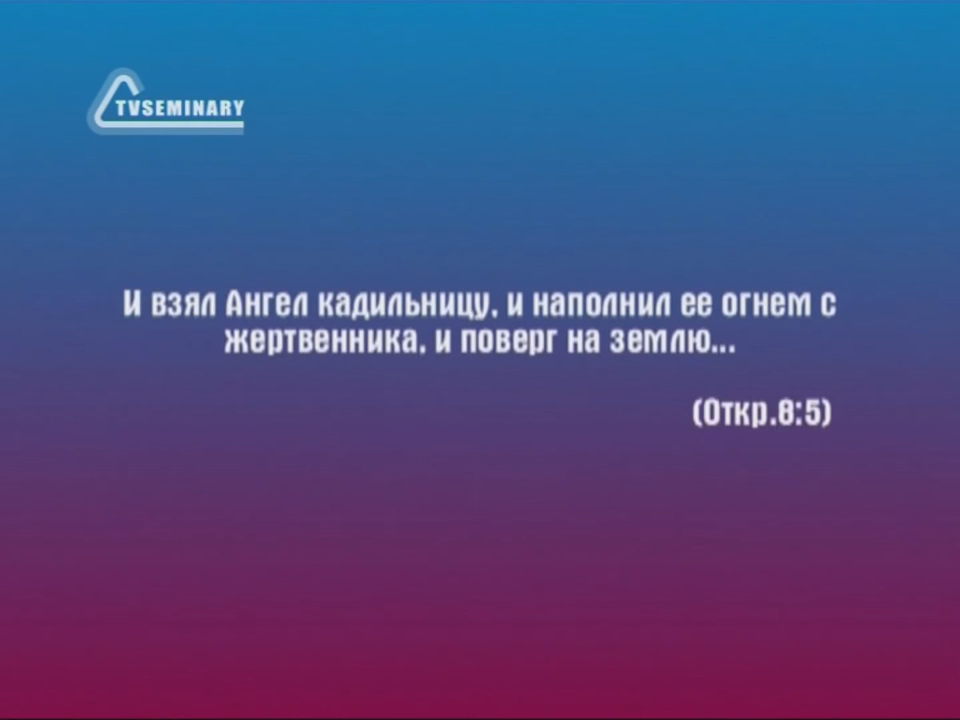 TVSEMINARY
И взял Ангел кадильницу, и наполнил ее огнем с
жертвенника, и поверг на землю...
(Откр.8:5)